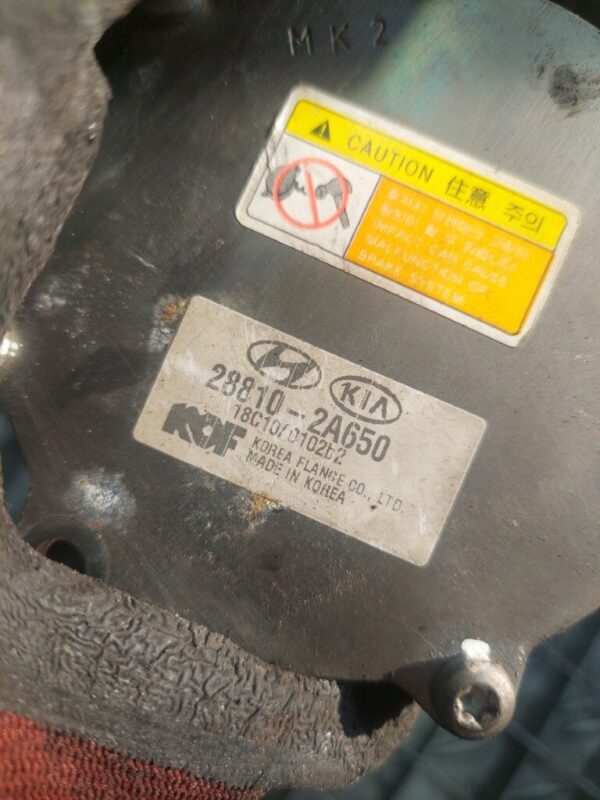 MK2
CAUTION 注意 주의
IMPACT CAN CAUSE
MALFUNCTION OF
BRAKE SYSTEM
KIA
28810-2A650
KOF
KOREA FLANGE CO., LTD.
MADE IN KOREA